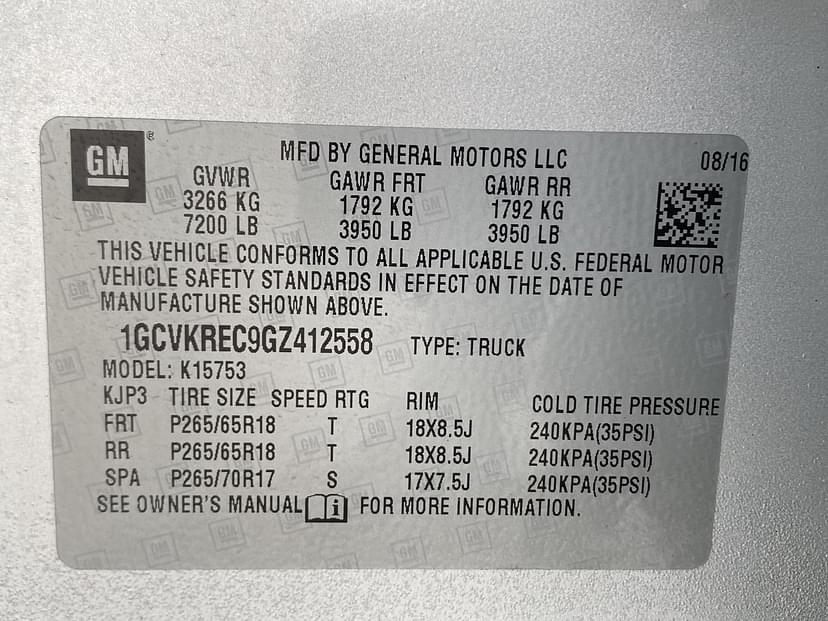 GM®
MFD BY GENERAL MOTORS LLC 08/16
GVWR GAWR FRT GAWR RR
3266 KG 1792 KG 1792 KG
7200 LB 3950 LB 3950 LB
THIS VEHICLE CONFORMS TO ALL APPLICABLE U.S. FEDERAL MOTOR
VEHICLE SAFETY STANDARDS IN EFFECT ON THE DATE OF
MANUFACTURE SHOWN ABOVE.
1GCVKREC9GZ412558 TYPE: TRUCK
MODEL: K15753
KJP3 TIRE SIZE SPEED RTG RIM COLD TIRE PRESSURE
FRT P265/65R18 T 18X8.5J 240KPA(35PSI)
RR P265/65R18 T 18X8.5J 240KPA(35PSI)
SPA P265/70R17 S 17X7.5J 240KPA(35PSI)
SEE OWNER'S MANUAL i FOR MORE INFORMATION.